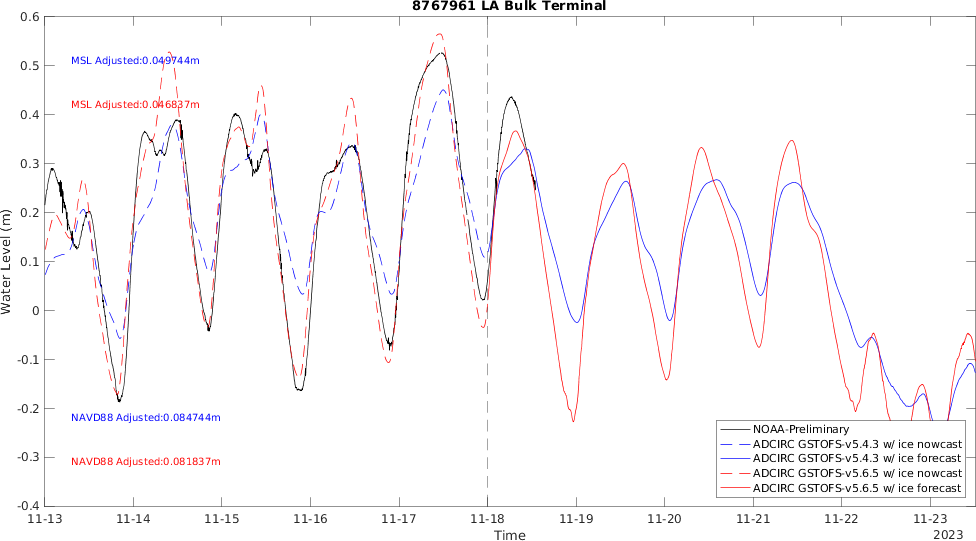 8767961 LA Bulk Terminal
0.6
0.5
0.4
0.3
0.2
0.1
0
-0.1
-0.2
-0.3
-0.4
Water Level (m)
MSL Adjusted:0.049744m
MSL Adjusted:0.046837m
NAVD88 Adjusted:0.084744m
NAVD88 Adjusted:0.081837m
NOAA-Preliminary
ADCIRC GSTOFS-v5.4.3 w/ ice nowcast
ADCIRC GSTOFS-v5.4.3 w/ ice forecast
ADCIRC GSTOFS-v5.6.5 w/ ice nowcast
ADCIRC GSTOFS-v5.6.5 w/ ice forecast
11-13 11-14 11-15 11-16 11-17 11-18 11-19 11-20 11-21 11-22 11-23
Time
2023